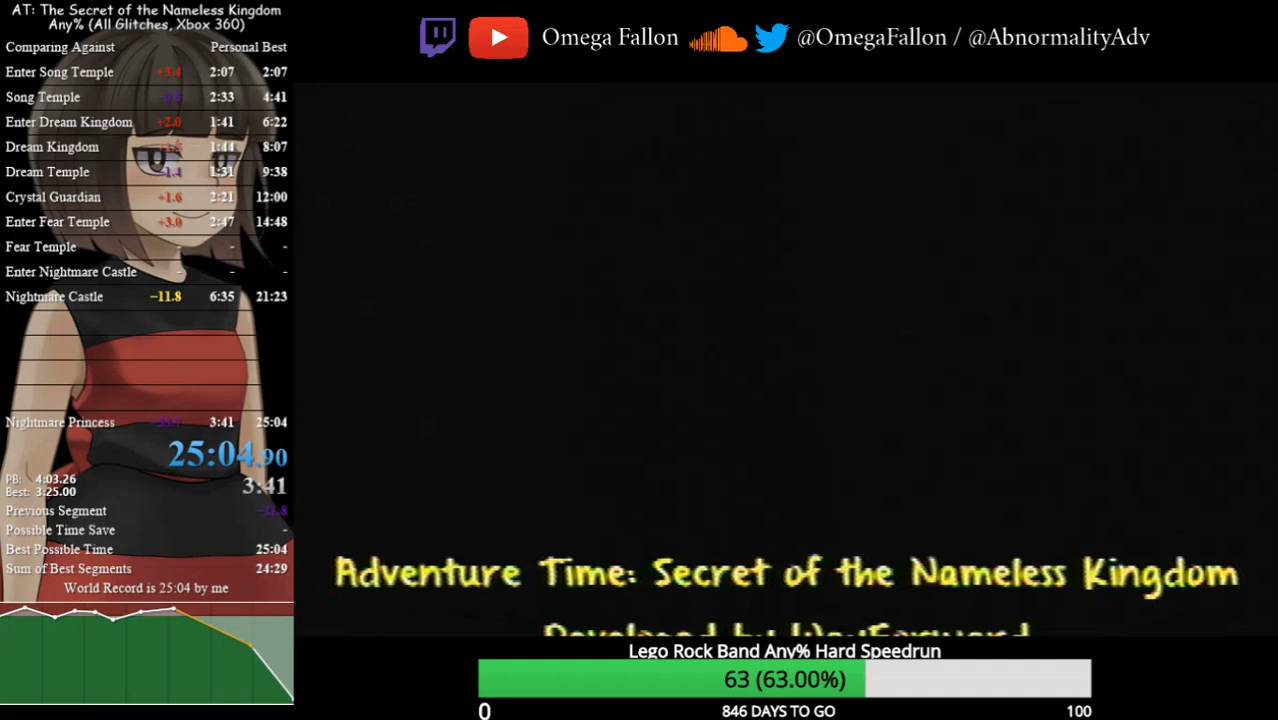 AT: The Secret of the Nameless Kingdom
Any% (All Glitches, Xbox 360)
Comparing Against Personal Best
Enter Song Temple +3.4 2:07 2:07
Song Temple 2:33 4:41
Enter Dream Kingdom +2.0 1:41 6:22
Dream Kingdom 1:44 8:07
Dream Temple -1.4 1:31 9:38
Crystal Guardian +1.6 2:21 12:00
Enter Fear Temple +3.0 2:47 14:48
Fear Temple - - -
Enter Nightmare Castle - - -
Nightmare Castle −11.8 6:35 21:23
Nightmare Princess 3:41 25:04
25:04.90
PB: 4:03.26
Best: 3:25.00
3:41
Previous Segment
Possible Time Save -
Best Possible Time 25:04
Sum of Best Segments 24:29
World Record is 25:04 by me
Omega Fallon @OmegaFallon / @AbnormalityAdv
Adventure Time: Secret of the Nameless Kingdom
Developed by WayForward
Lego Rock Band Any% Hard Speedrun
63 (63.00%)
0 846 DAYS TO GO 100